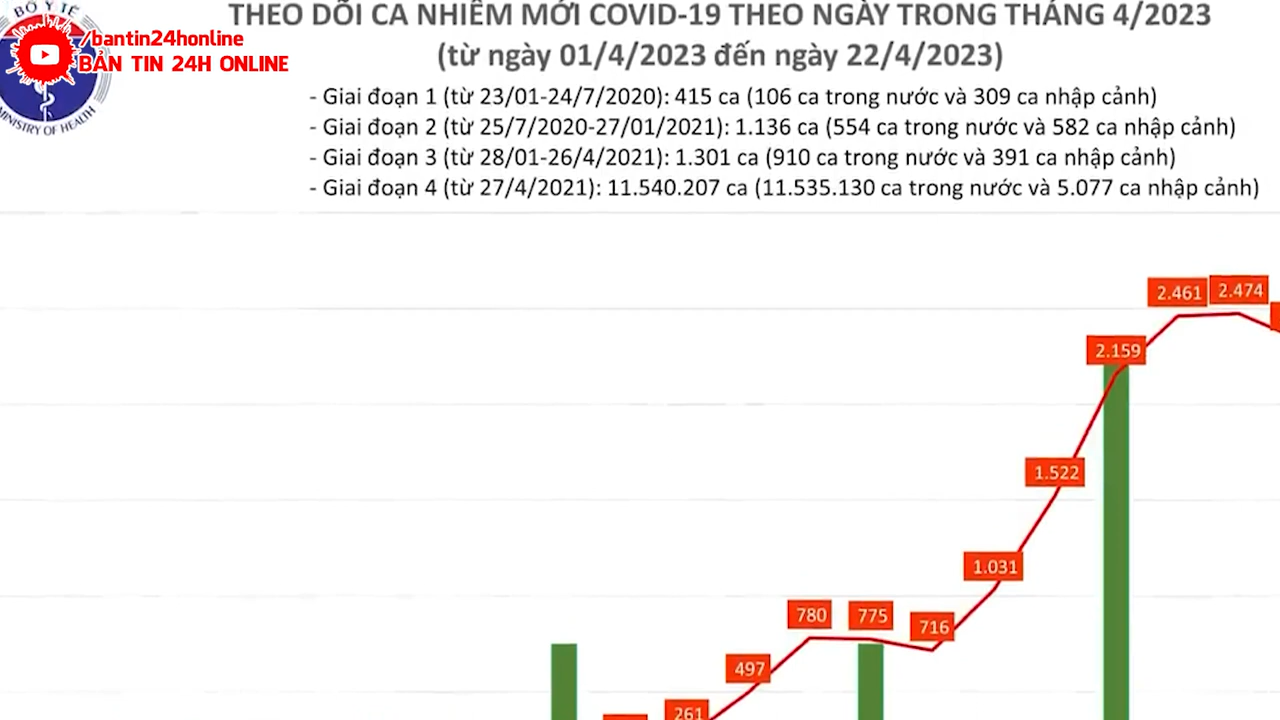 THEO DÕI CA NHIỄM MỚI COVID-19 THEO NGÀY TRONG THÁNG 4/2023
(từ ngày 01/4/2023 đến ngày 22/4/2023)
BỘ Y TẾ
MINISTRY OF HEALTH
/bantin24honline
BẢN TIN 24H ONLINE
- Giai đoạn 1 (từ 23/01-24/7/2020): 415 ca (106 ca trong nước và 309 ca nhập cảnh)
- Giai đoạn 2 (từ 25/7/2020-27/01/2021): 1.136 ca (554 ca trong nước và 582 ca nhập cảnh)
- Giai đoạn 3 (từ 28/01-26/4/2021): 1.301 ca (910 ca trong nước và 391 ca nhập cảnh)
- Giai đoạn 4 (từ 27/4/2021): 11.540.207 ca (11.535.130 ca trong nước và 5.077 ca nhập cảnh)
2.461
2.474
2.159
1.522
1.031
780
775
716
497
261